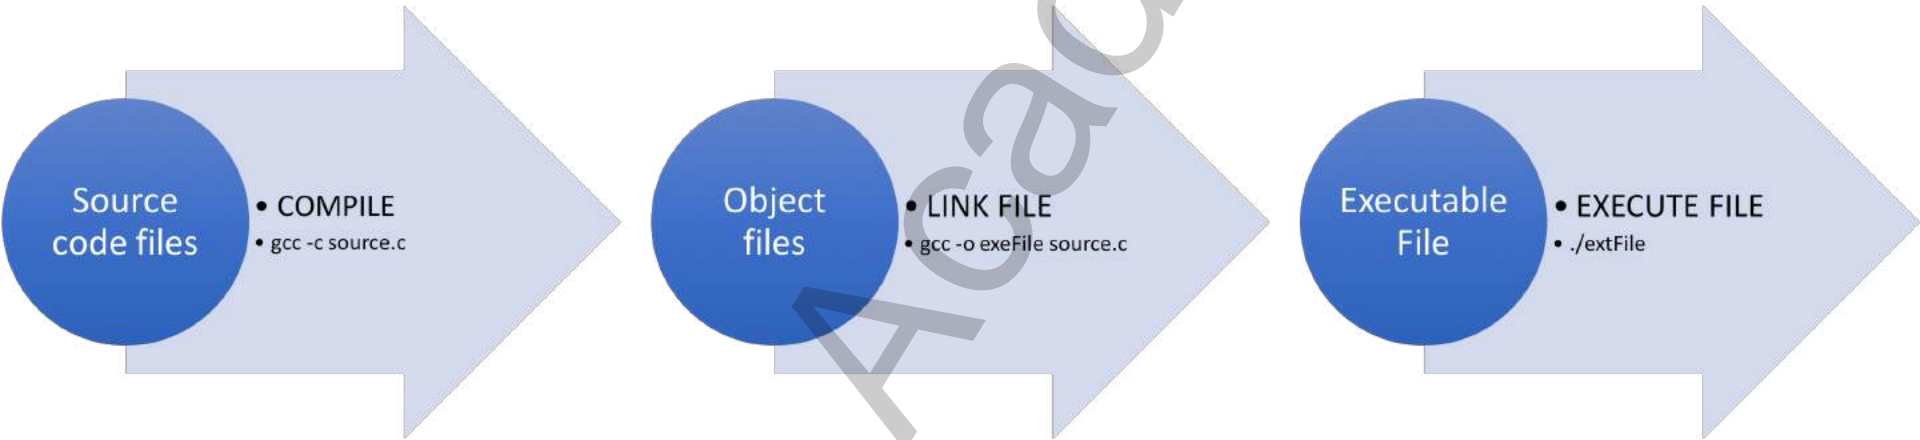 Source
code files
• COMPILE
• gcc -c source.c
Object
files
• LINK FILE
• gcc -o exeFile source.c
Executable
File
• EXECUTE FILE
• ./extFile
Acad